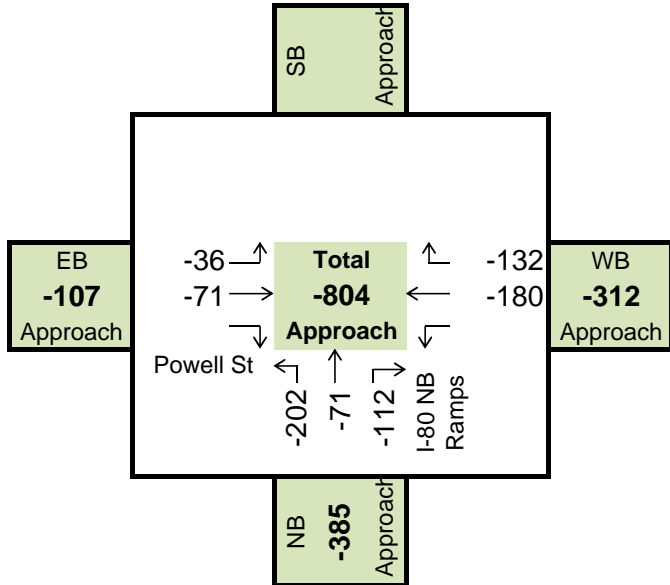 SB
Approach
EB
-107
Approach
-36
-71
Total
-804
Approach
-132
-180
WB
-312
Approach
Powell St
-202
-71
-112
I-80 NB
Ramps
NB
-385
Approach